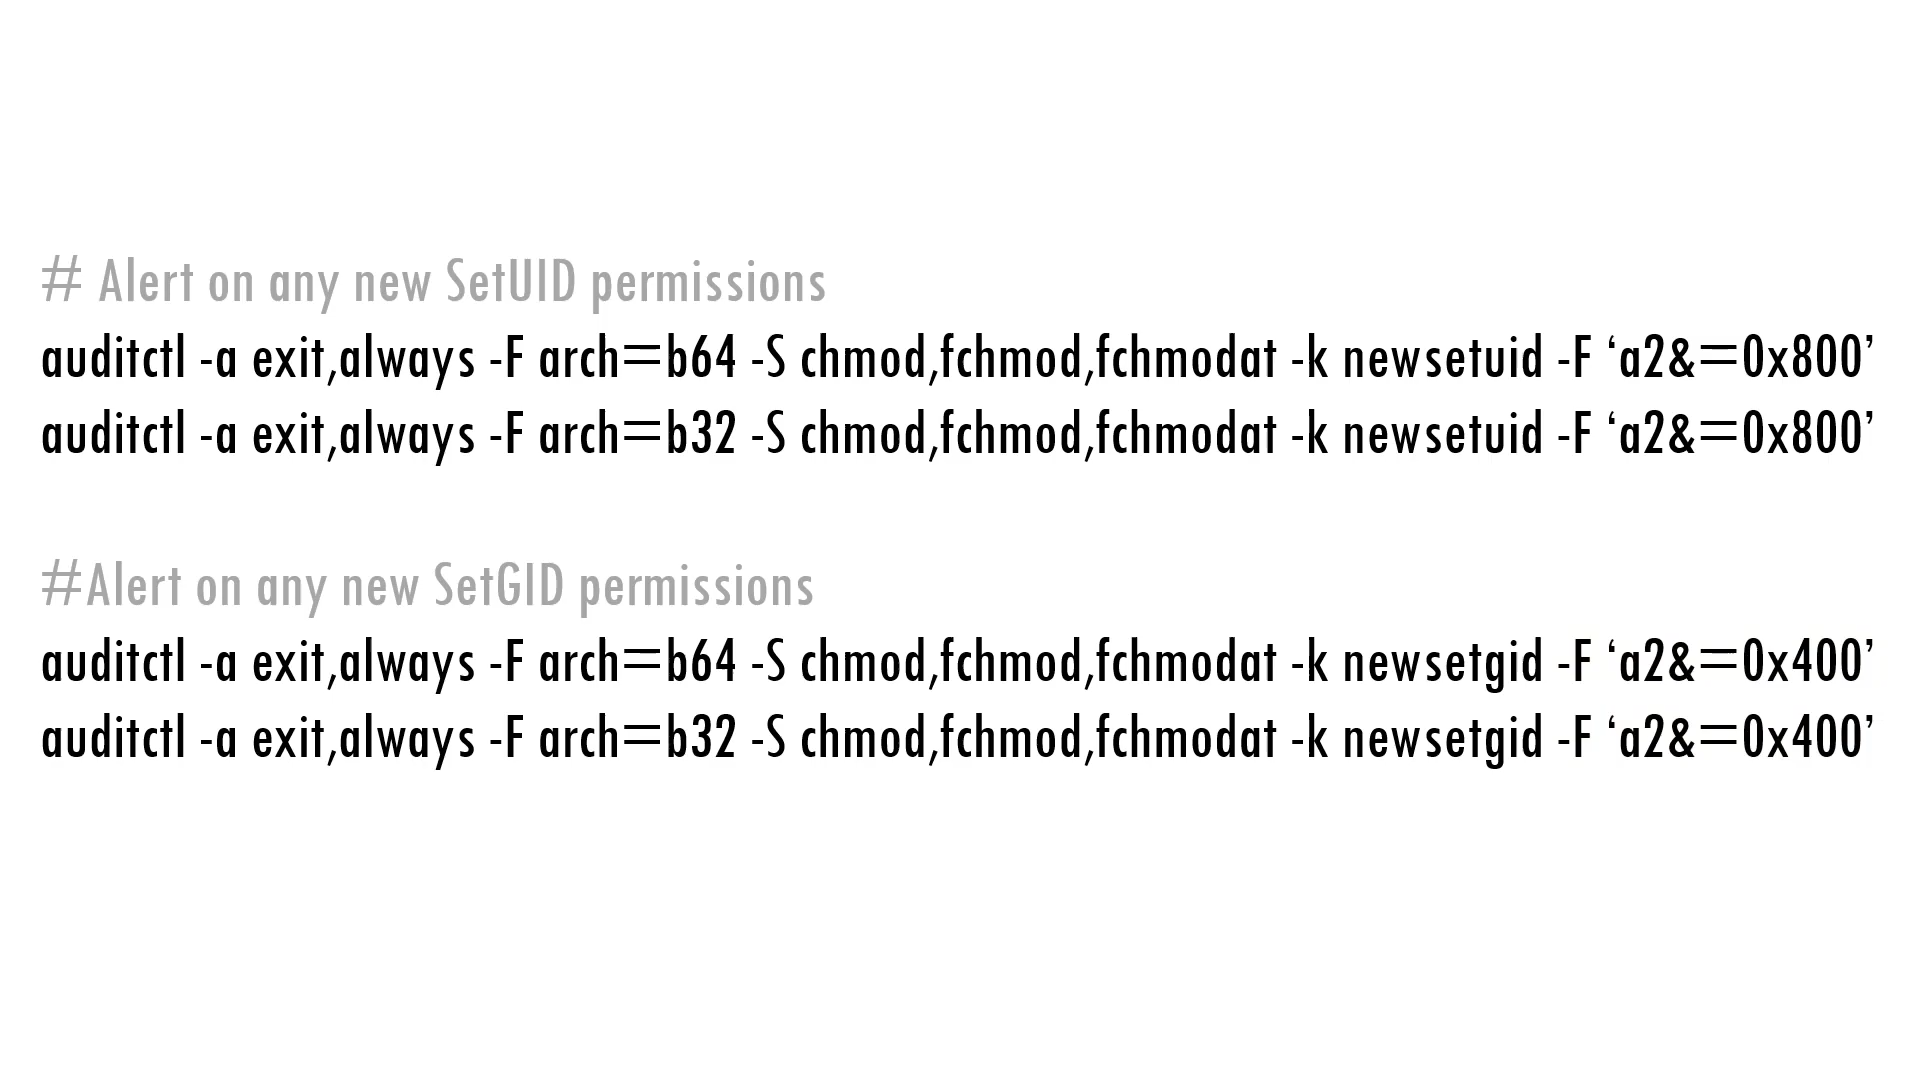 # Alert on any new SetUID permissions
auditctl -a exit,always -F arch=b64 -S chmod,fchmod,fchmodat -k newsetuid -F ‘a2&=0x800’
auditctl -a exit,always -F arch=b32 -S chmod,fchmod,fchmodat -k newsetuid -F ‘a2&=0x800’
#Alert on any new SetGID permissions
auditctl -a exit,always -F arch=b64 -S chmod,fchmod,fchmodat -k newsetgid -F ‘a2&=0x400’
auditctl -a exit,always -F arch=b32 -S chmod,fchmod,fchmodat -k newsetgid -F ‘a2&=0x400’